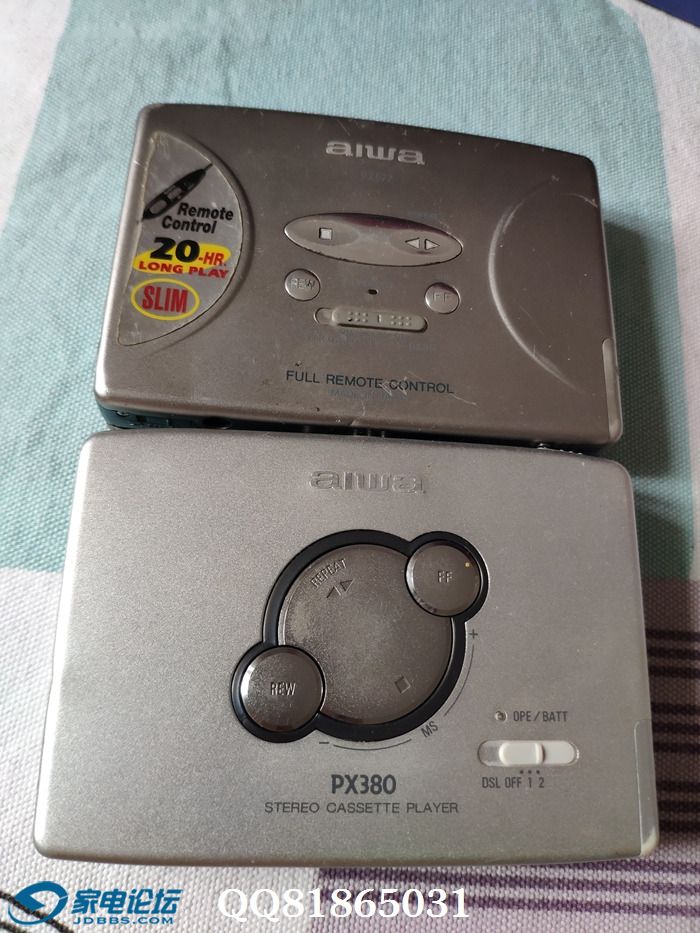 aiwa
Remote
Control
20-HR.
LONG PLAY
SLIM
REW
FF
FULL REMOTE CONTROL
aiwa
REPEAT
FF
REW
+
MS
−
OPE/BATT
DSL OFF 1 2
PX380
STEREO CASSETTE PLAYER
家电论坛
JDBBS.COM
QQ81865031